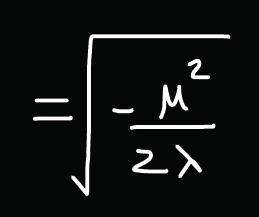 = √(-μ²/2λ)